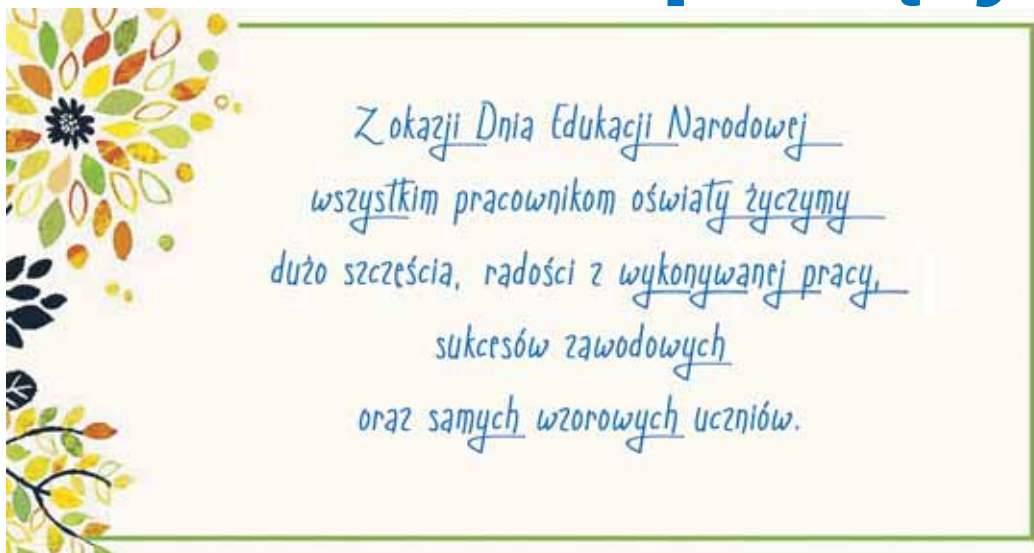 Z okazji Dnia Edukacji Narodowej
wszystkim pracownikom oświaty życzymy
dużo szczęścia, radości z wykonywanej pracy,
sukcesów zawodowych
oraz samych wzorowych uczniów.